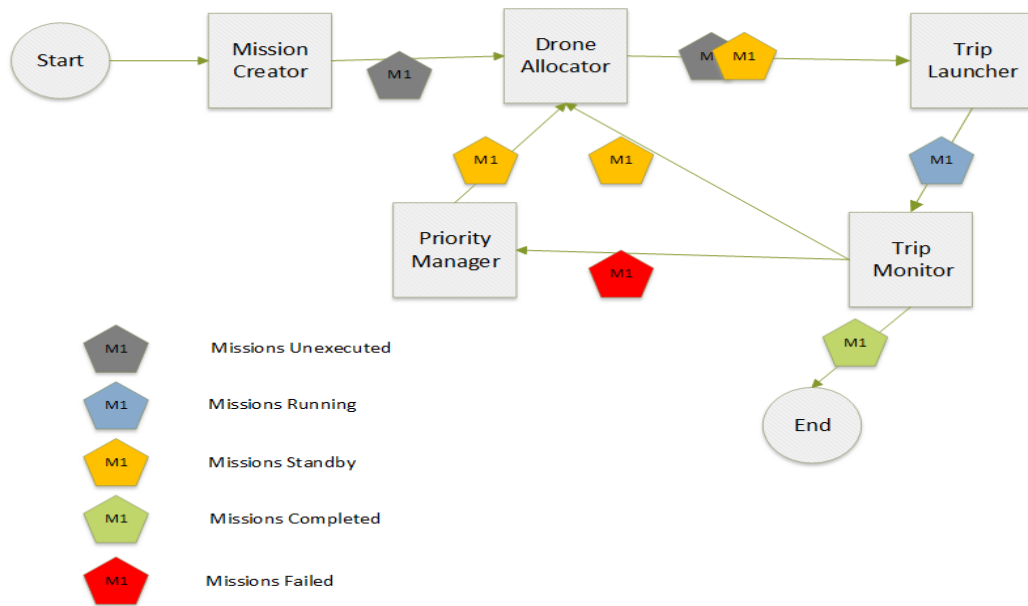 Start
Mission
Creator
M1
Drone
Allocator
M1
Trip
Launcher
M1
M1
M1
Priority
Manager
M1
Trip
Monitor
M1
End
M1 Missions Unexecuted
M1 Missions Running
M1 Missions Standby
M1 Missions Completed
M1 Missions Failed